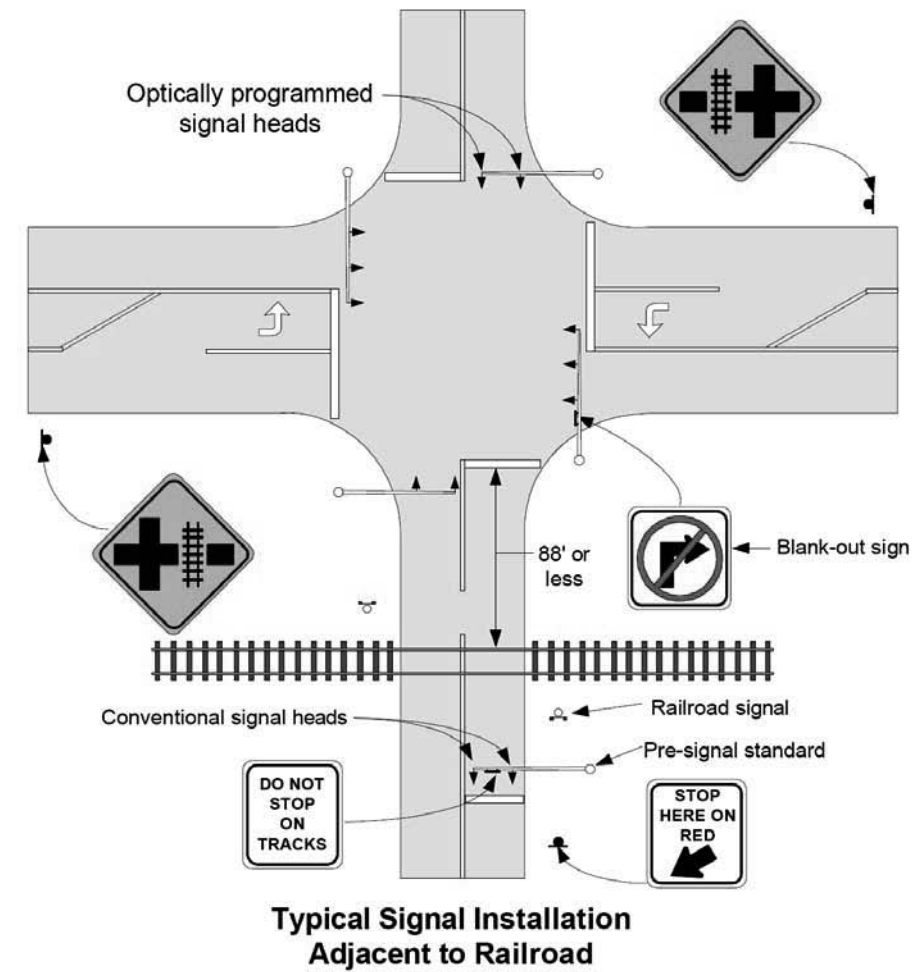 Optically programmed
signal heads
88' or
less
Blank-out sign
Railroad signal
Conventional signal heads
Pre-signal standard
DO NOT
STOP
ON
TRACKS
STOP
HERE ON
RED
Typical Signal Installation
Adjacent to Railroad